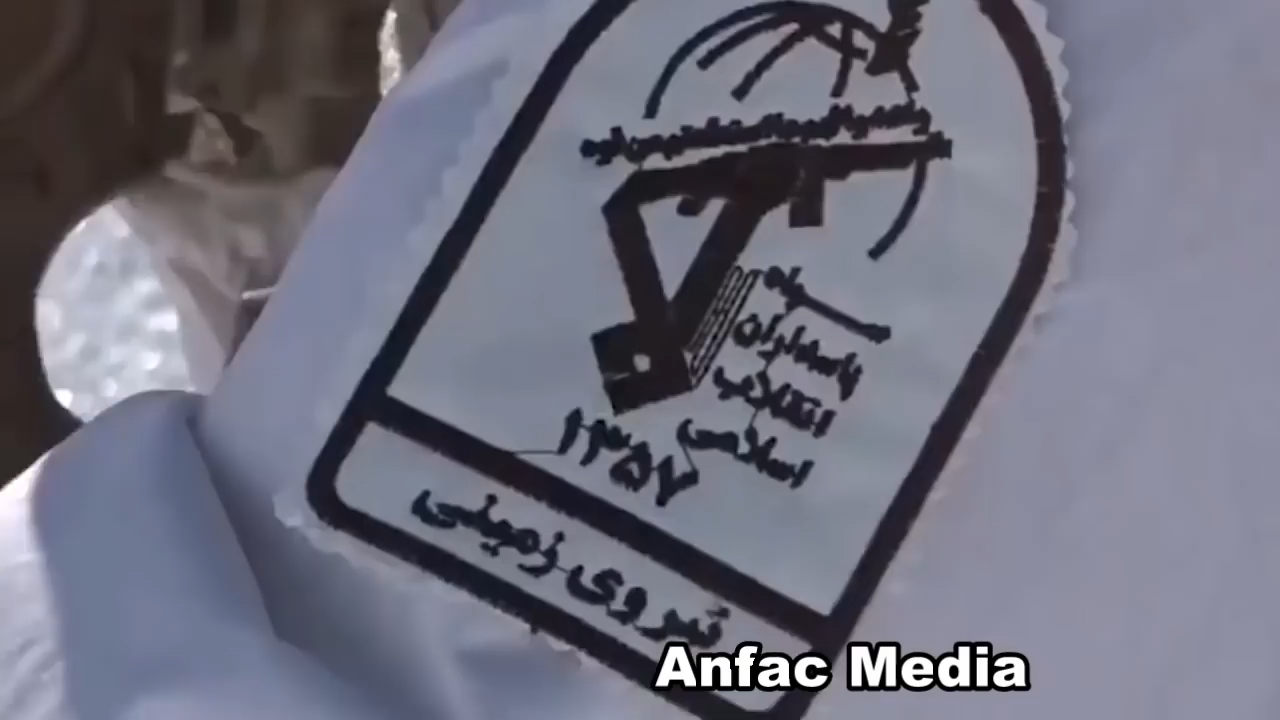 سپاه
پاسداران
انقلاب
اسلامی
۱۳۵۷
نیروی زمینی
Anfac Media